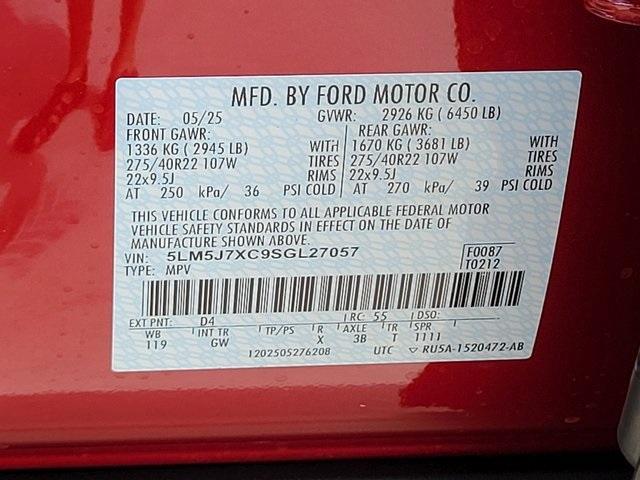 MFD. BY FORD MOTOR CO.
DATE: 05/25 GVWR: 2926 KG ( 6450 LB)
FRONT GAWR: REAR GAWR:
1336 KG ( 2945 LB) WITH 1670 KG ( 3681 LB) WITH
275/40R22 107W TIRES 275/40R22 107W TIRES
22x9.5J RIMS 22x9.5J RIMS
AT 250 kPa/ 36 PSI COLD AT 270 kPa/ 39 PSI COLD
THIS VEHICLE CONFORMS TO ALL APPLICABLE FEDERAL MOTOR
VEHICLE SAFETY STANDARDS IN EFFECT ON THE DATE OF
MANUFACTURE SHOWN ABOVE.
VIN: 5LM5J7XC9SGL27057 F0087
TYPE: MPV T0212
EXT PNT: D4 RC: 55 DSO:
WB INT TR TP/PS R AXLE TR SPR
119 GW X 3B T 1111
1202505276208 UTC RU5A-1520472-AB